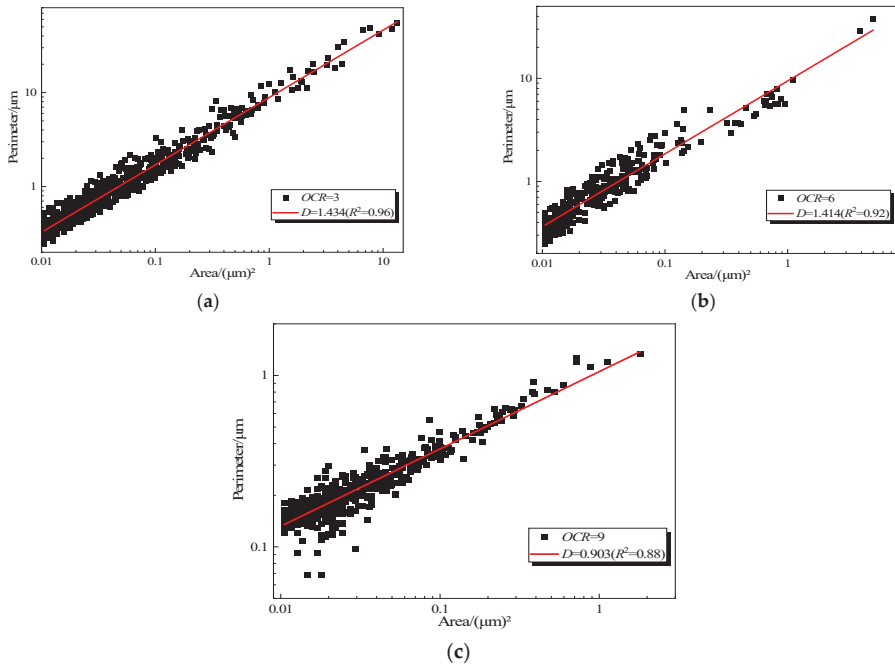 Perimeter/μm
10
1
0.01
0.1
1
10
Area/(μm)²
OCR=3
D=1.434(R²=0.96)
(a)
Perimeter/μm
10
1
0.01
0.1
1
Area/(μm)²
OCR=6
D=1.414(R²=0.92)
(b)
Perimeter/μm
1
0.1
0.01
0.1
1
Area/(μm)²
OCR=9
D=0.903(R²=0.88)
(c)